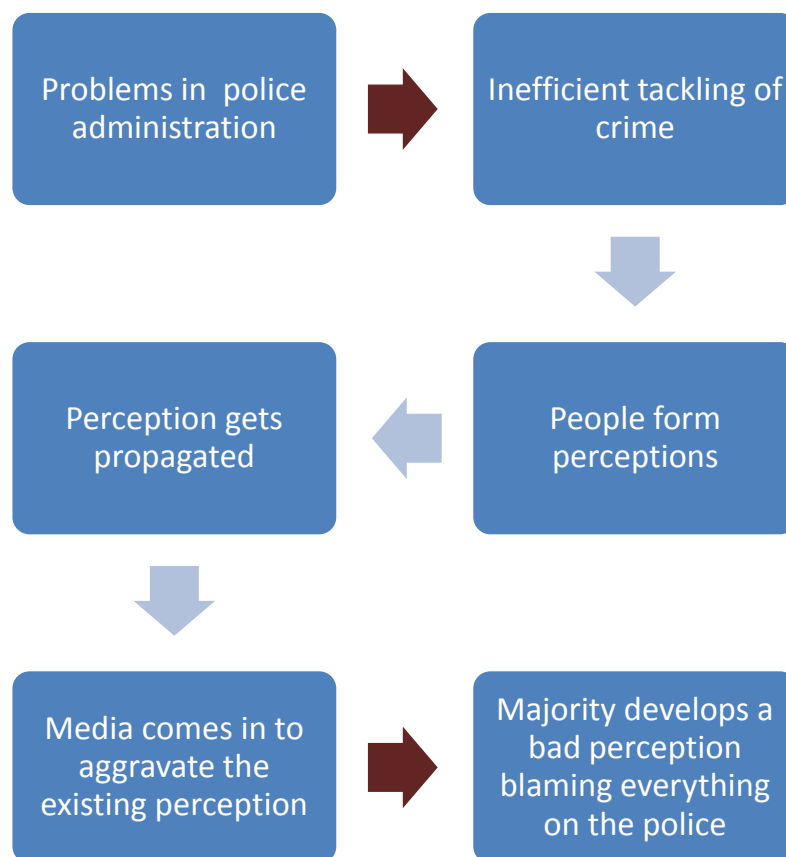 Problems in  police
administration
Inefficient tackling of
crime
People form
perceptions
Perception gets
propagated
Media comes in to
aggravate the
existing perception
Majority develops a
bad perception
blaming everything
on the police